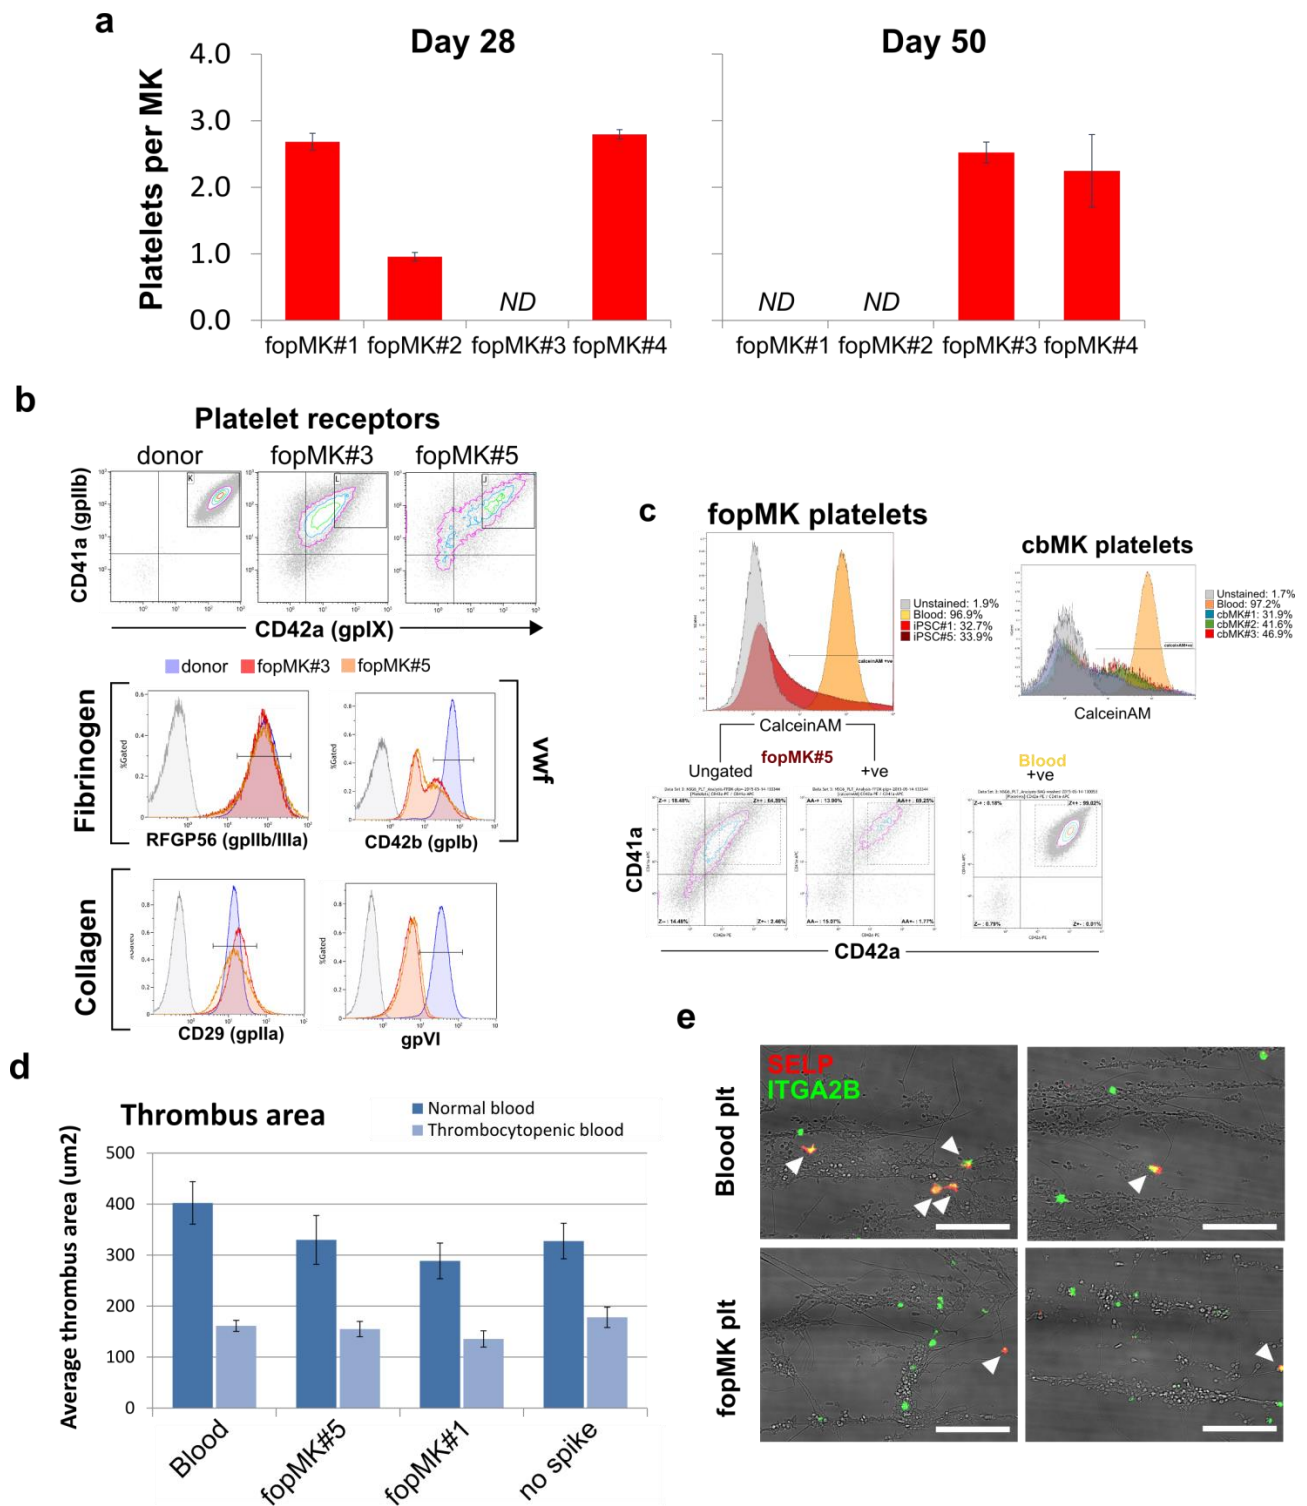 a
Day 28
Day 50
Platelets per MK
4.0
3.0
2.0
1.0
0.0
ND
ND
ND
fopMK#1 fopMK#2 fopMK#3 fopMK#4
fopMK#1 fopMK#2 fopMK#3 fopMK#4
b
Platelet receptors
donor
fopMK#3
fopMK#5
K
L
J
CD41a (gpIIb)
CD42a (gpIX)
donor
fopMK#3
fopMK#5
Fibrinogen
%Gated
RFGP56 (gpIIb/IIIa)
%Gated
CD42b (gpIb)
vwf
Collagen
%Gated
CD29 (gpIIa)
%Gated
gpVI
c
fopMK platelets
calceinAM +ve
CalceinAM
Unstained: 1.9%
Blood: 96.9%
iPSC#1: 32.7%
iPSC#5: 33.9%
cbMK platelets
CalceinAM
Unstained: 1.7%
Blood: 97.2%
cbMK#1: 31.9%
cbMK#2: 41.6%
cbMK#3: 46.9%
fopMK#5
Ungated
+ve
Blood
+ve
CD41a
CD42a
d
Thrombus area
Normal blood
Thrombocytopenic blood
Average thrombus area (um2)
500
400
300
200
100
0
Blood
fopMK#5
fopMK#1
no spike
e
SELP
ITGA2B
Blood plt
fopMK plt